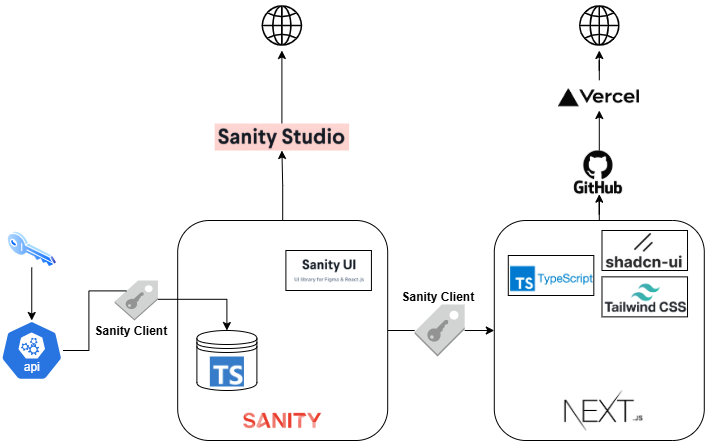 Sanity Studio
Vercel
GitHub
Sanity UI
UI library for Figma & React.js
TS TypeScript
shadcn-ui
Tailwind CSS
Sanity Client
Sanity Client
api
TS
SANITY
NEXT.JS